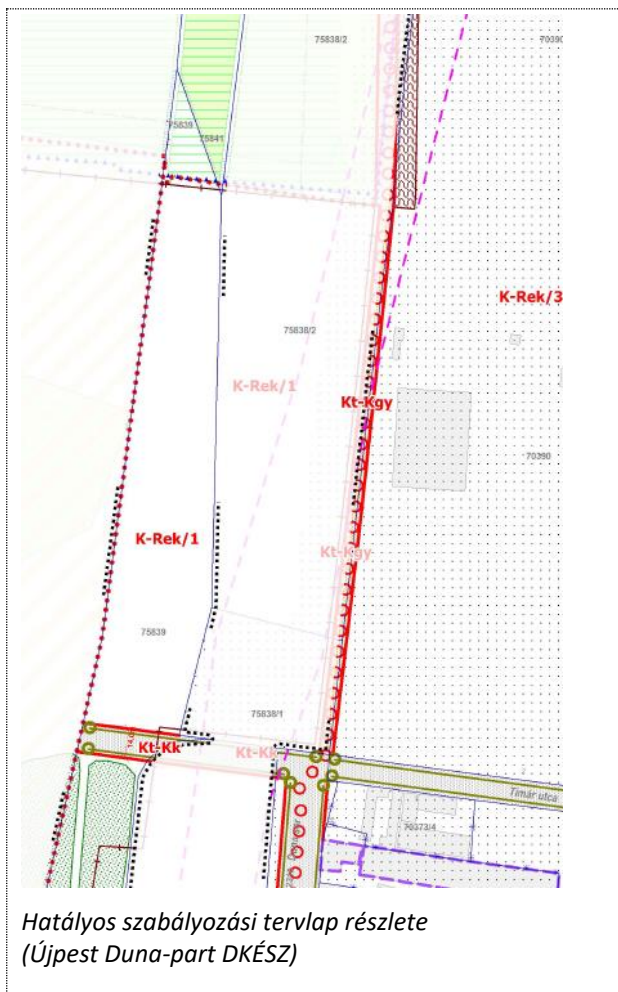 75838/2
70390
75839
75841
K-Rek/3
75838/2
K-Rek/1
Kt-Kgy
70390
K-Rek/1
Kt-Kgy
75839
75838/1
Kt-Kk
Kt-Kk
Tímár utca
70373/4
Hatályos szabályozási tervlap részlete
(Újpest Duna-part DKÉSZ)